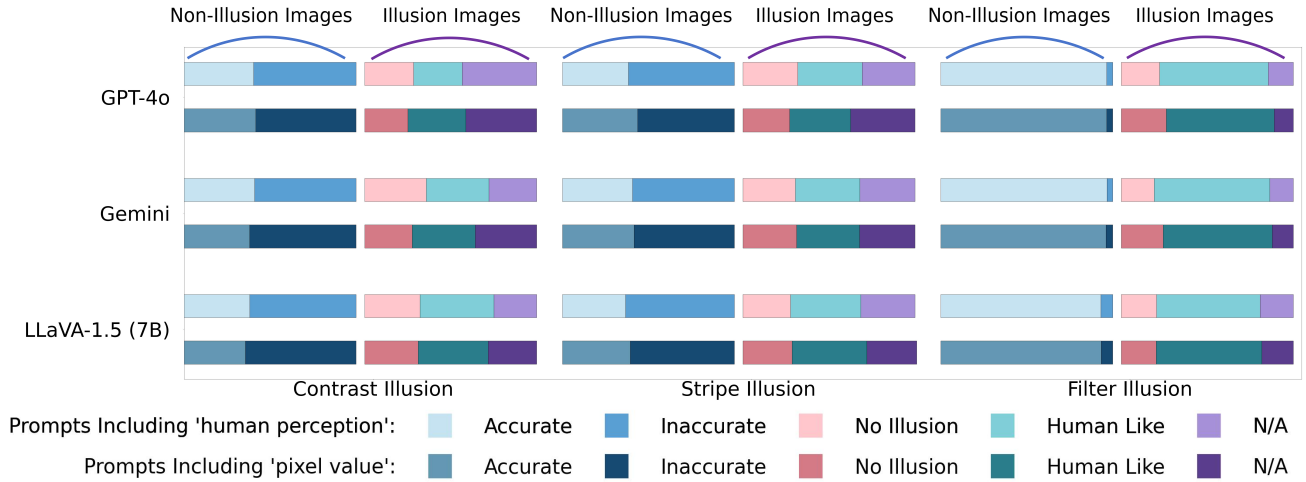 Non-Illusion Images Illusion Images Non-Illusion Images Illusion Images Non-Illusion Images Illusion Images
GPT-4o
Gemini
LLaVA-1.5 (7B)
Contrast Illusion Stripe Illusion Filter Illusion
Prompts Including 'human perception': Accurate Inaccurate No Illusion Human Like N/A
Prompts Including 'pixel value': Accurate Inaccurate No Illusion Human Like N/A